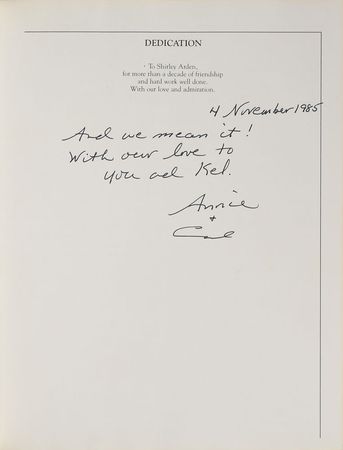 DEDICATION
To Shirley Arden,
for more than a decade of friendship
and hard work well done.
With our love and admiration.
4 November 1985
And we mean it!
With our love to
you and Kel.
Annie
+
Carl